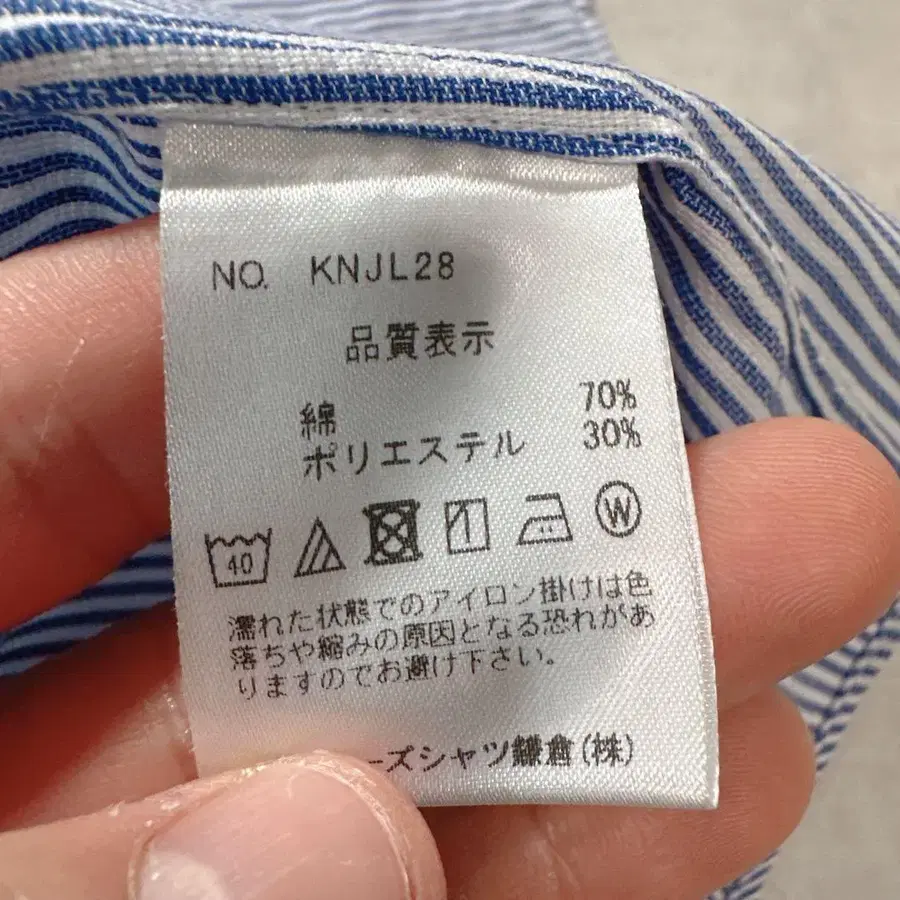 NO. KNJL28
品質表示
綿 70%
ポリエステル 30%
40 W
濡れた状態でのアイロン掛けは色
落ちや縮みの原因となる恐れがあ
りますのでお避け下さい。
ーズシャツ鎌倉(株)